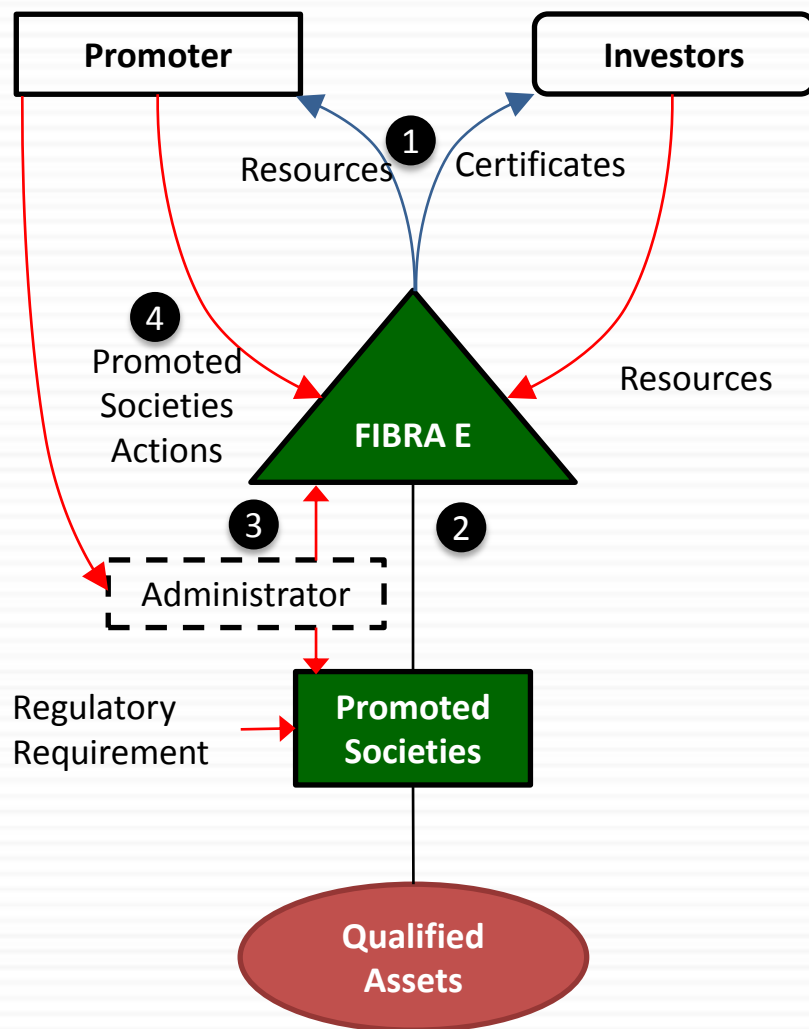 Promoter
Investors
1
Resources
Certificates
4
Promoted
Societies
Actions
Resources
FIBRA E
3
2
Administrator
Regulatory
Requirement
Promoted
Societies
Qualified
Assets